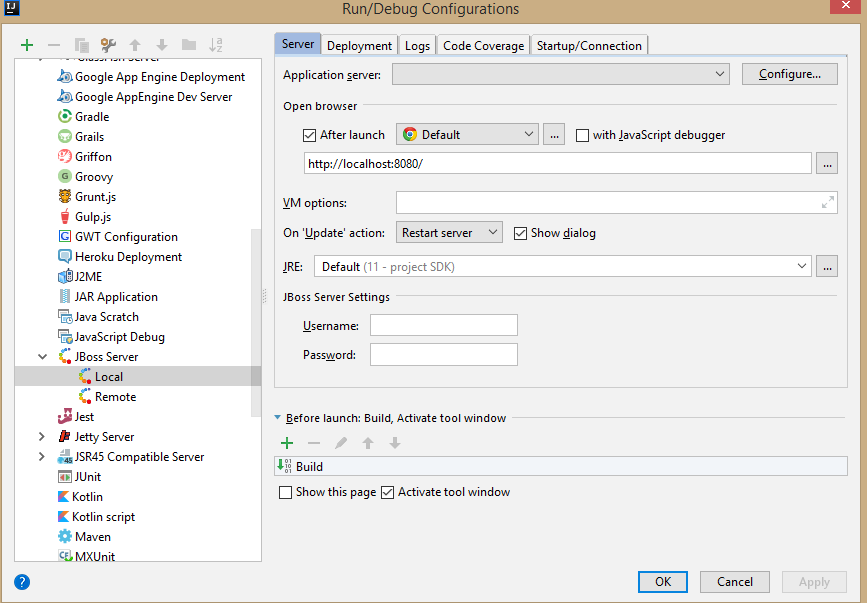 IJ
Run/Debug Configurations
GlassFish Server
Google App Engine Deployment
Google AppEngine Dev Server
Gradle
Grails
Griffon
Groovy
Grunt.js
Gulp.js
GWT Configuration
Heroku Deployment
J2ME
JAR Application
Java Scratch
JavaScript Debug
JBoss Server
Local
Remote
Jest
Jetty Server
JSR45 Compatible Server
JUnit
Kotlin
Kotlin script
Maven
MXUnit
Server Deployment Logs Code Coverage Startup/Connection
Application server: Configure...
Open browser
After launch Default ... with JavaScript debugger
http://localhost:8080/ ...
VM options:
On 'Update' action: Restart server Show dialog
JRE: Default (11 - project SDK) ...
JBoss Server Settings
Username:
Password:
Before launch: Build, Activate tool window
Build
Show this page Activate tool window
? OK Cancel Apply